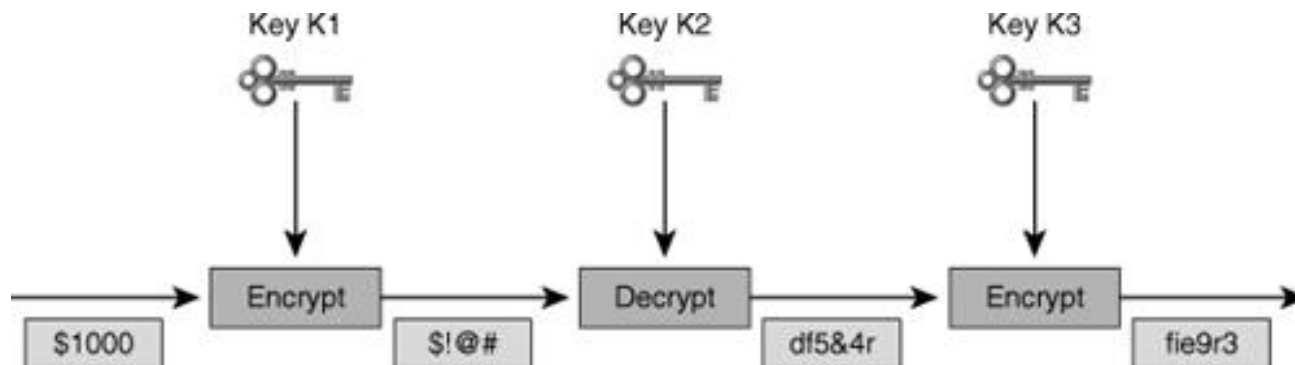 Key K1
Key K2
Key K3
Encrypt
Decrypt
Encrypt
$1000
$!@#
df5&4r
fie9r3